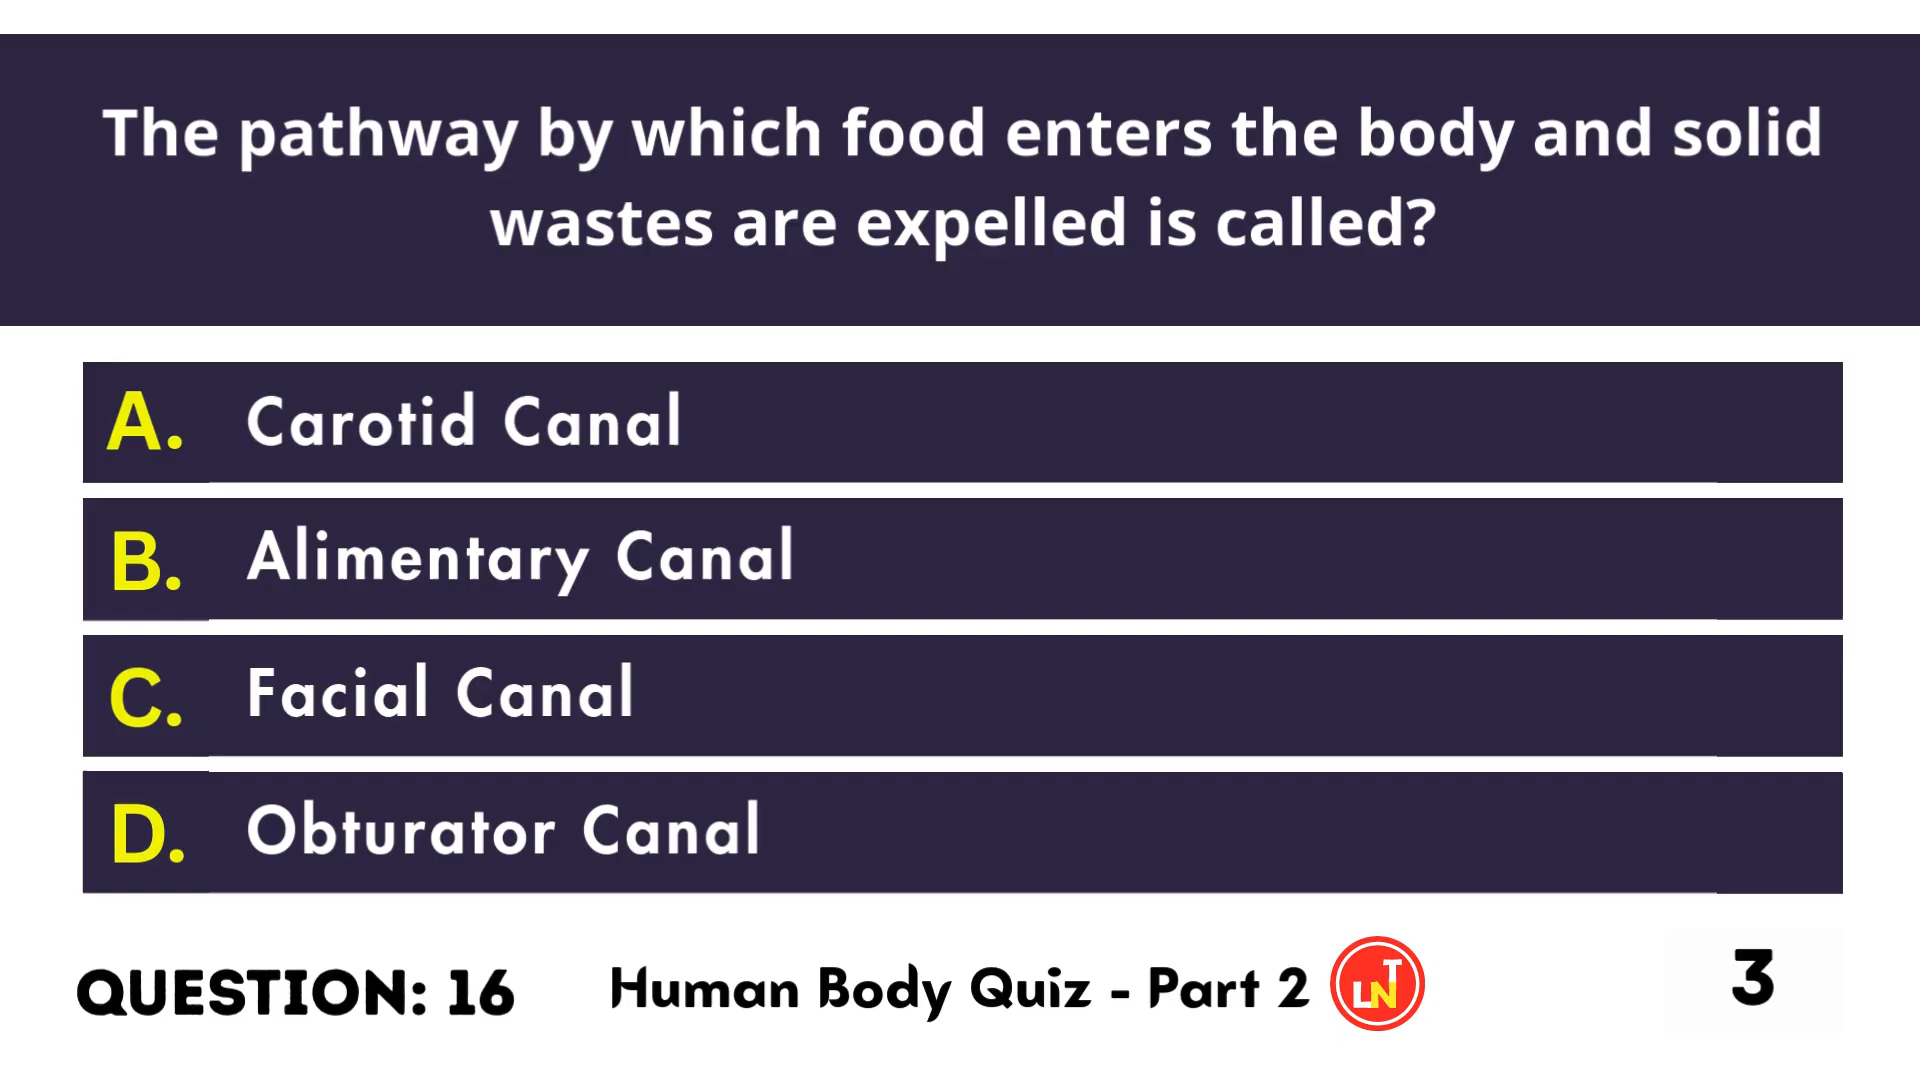 The pathway by which food enters the body and solid
wastes are expelled is called?
A. Carotid Canal
B. Alimentary Canal
C. Facial Canal
D. Obturator Canal
QUESTION: 16 Human Body Quiz - Part 2 LNT 3